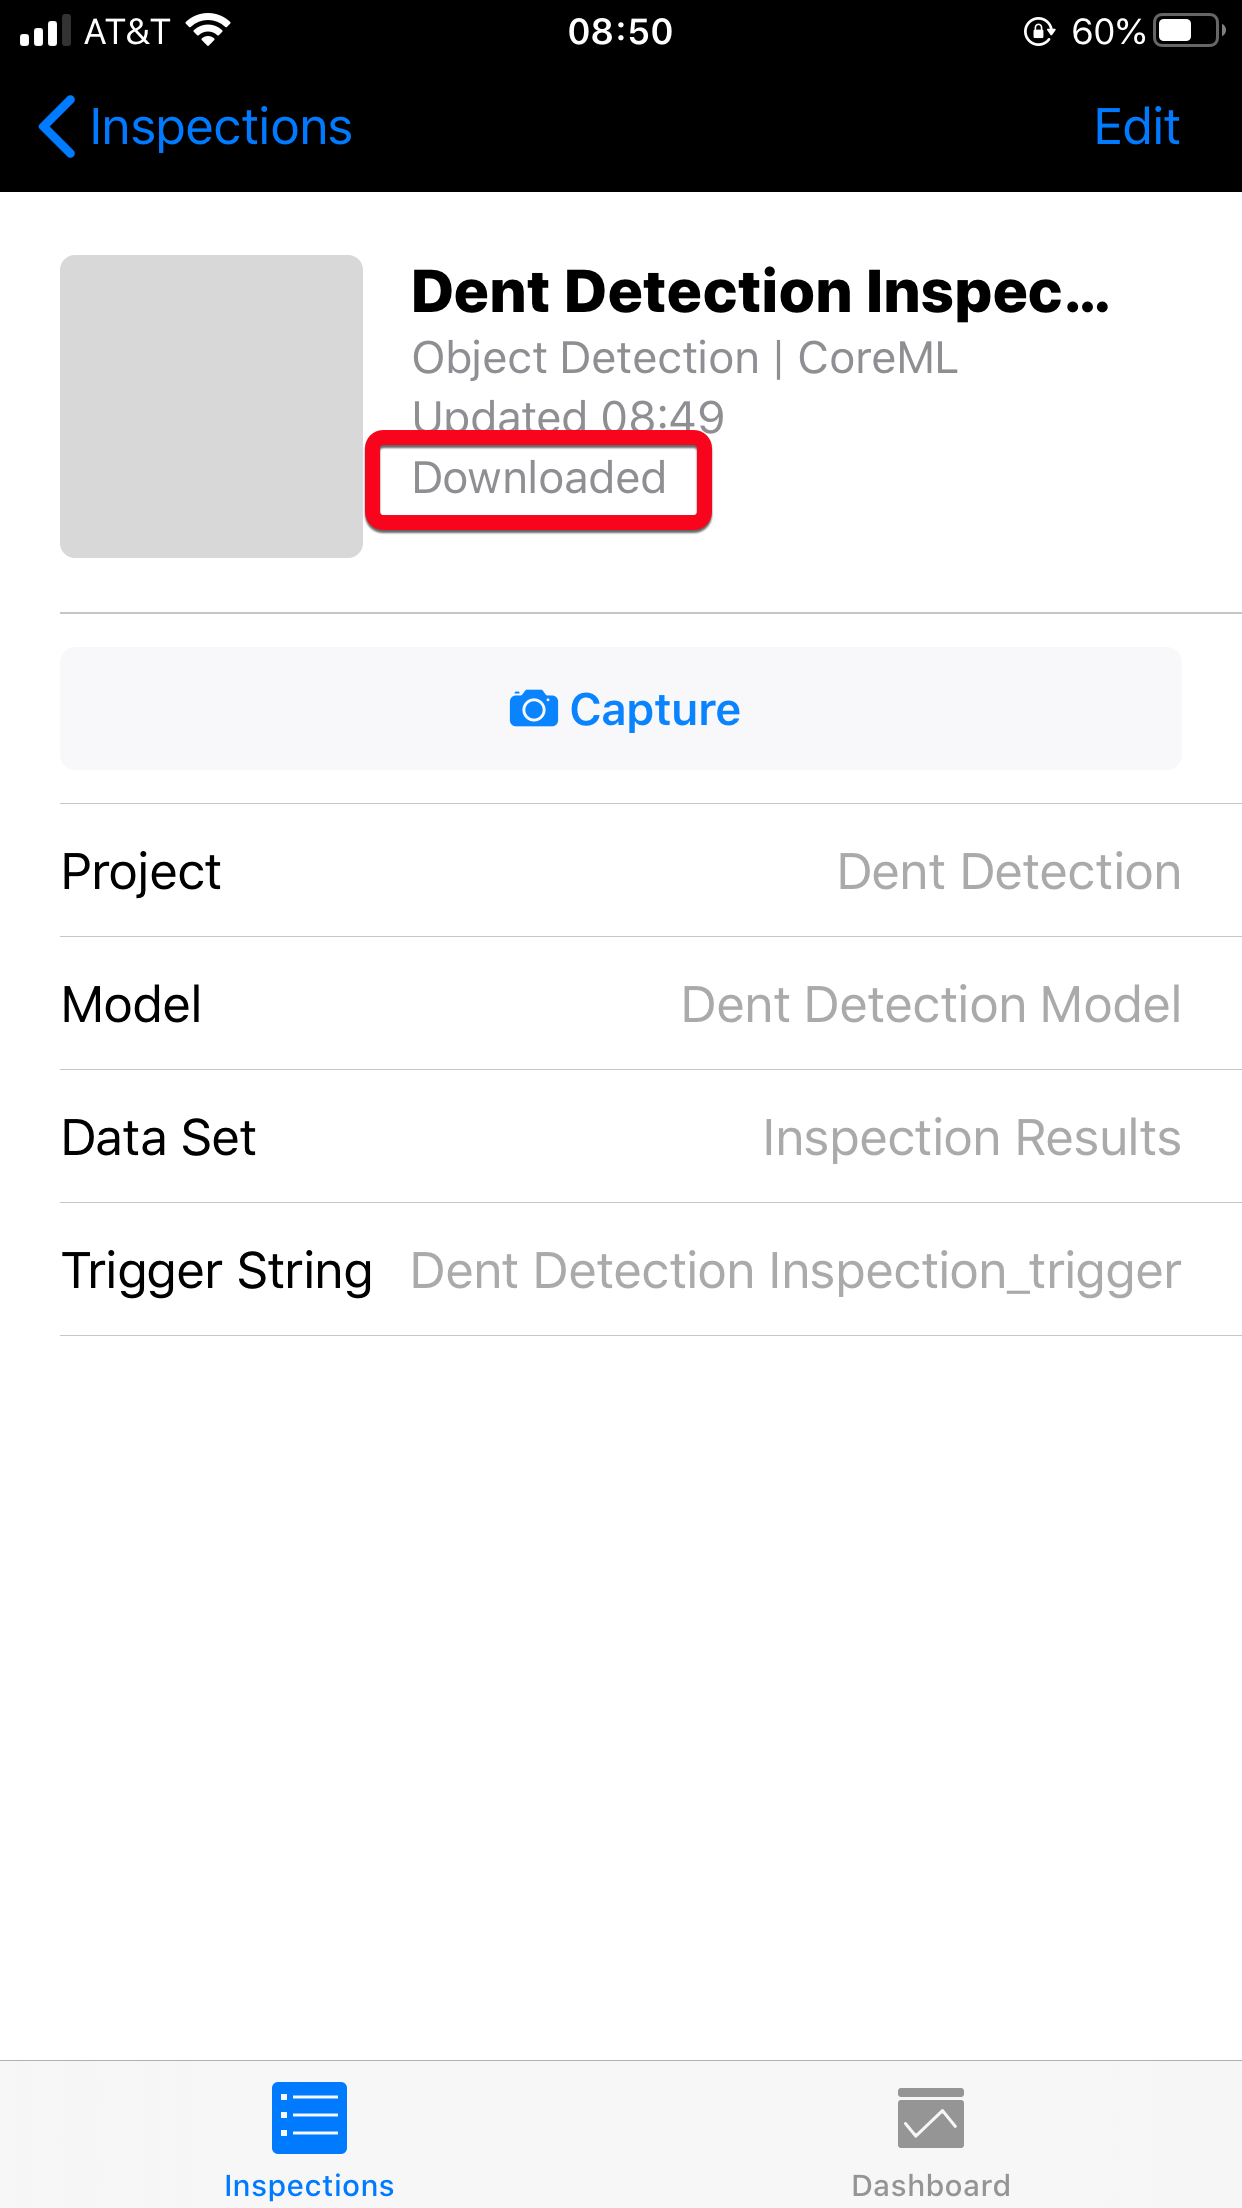 AT&T 08:50 60%
Inspections Edit
Dent Detection Inspec...
Object Detection | CoreML
Updated 08:49
Downloaded
Capture
Project Dent Detection
Model Dent Detection Model
Data Set Inspection Results
Trigger String Dent Detection Inspection_trigger
Inspections Dashboard